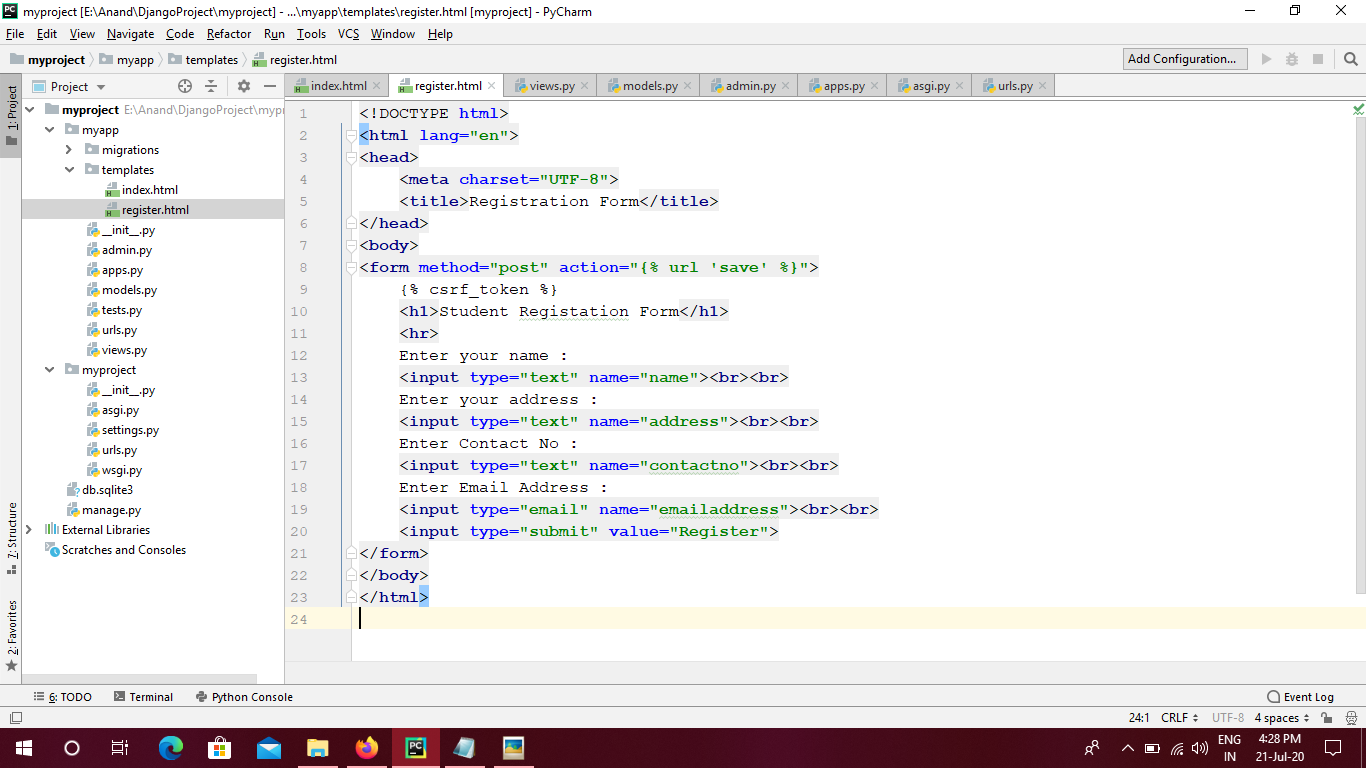 myproject [E:\Anand\DjangoProject\myproject] - ...\myapp\templates\register.html [myproject] - PyCharm
File Edit View Navigate Code Refactor Run Tools VCS Window Help
myproject myapp templates register.html Add Configuration...
Project index.html register.html views.py models.py admin.py apps.py asgi.py urls.py
1: Project
7: Structure
2: Favorites
myproject E:\Anand\DjangoProject\myp
myapp
migrations
templates
index.html
register.html
__init__.py
admin.py
apps.py
models.py
tests.py
urls.py
views.py
myproject
__init__.py
asgi.py
settings.py
urls.py
wsgi.py
db.sqlite3
manage.py
External Libraries
Scratches and Consoles
1 <!DOCTYPE html>
2 <html lang="en">
3 <head>
4     <meta charset="UTF-8">
5     <title>Registration Form</title>
6 </head>
7 <body>
8 <form method="post" action="{% url 'save' %}">
9     {% csrf_token %}
10     <h1>Student Registation Form</h1>
11     <hr>
12     Enter your name :
13     <input type="text" name="name"><br><br>
14     Enter your address :
15     <input type="text" name="address"><br><br>
16     Enter Contact No :
17     <input type="text" name="contactno"><br><br>
18     Enter Email Address :
19     <input type="email" name="emailaddress"><br><br>
20     <input type="submit" value="Register">
21 </form>
22 </body>
23 </html>
24
6: TODO Terminal Python Console Event Log
24:1 CRLF UTF-8 4 spaces
PC
ENG
IN
4:28 PM
21-Jul-20